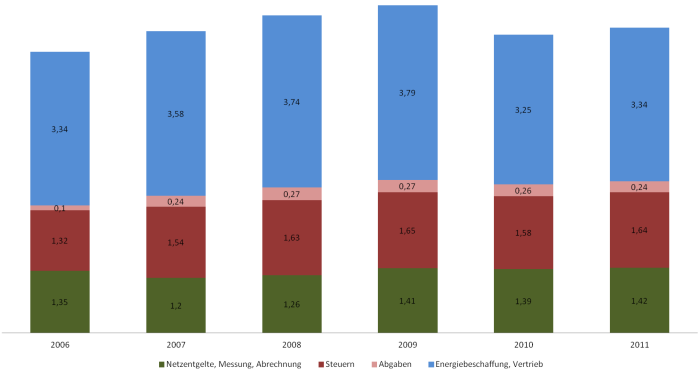 3,34 3,58 3,74 3,79 3,25 3,34
0,1 0,24 0,27 0,27 0,26 0,24
1,32 1,54 1,63 1,65 1,58 1,64
1,35 1,2 1,26 1,41 1,39 1,42
2006 2007 2008 2009 2010 2011
Netzentgelte, Messung, Abrechnung Steuern Abgaben Energiebeschaffung, Vertrieb